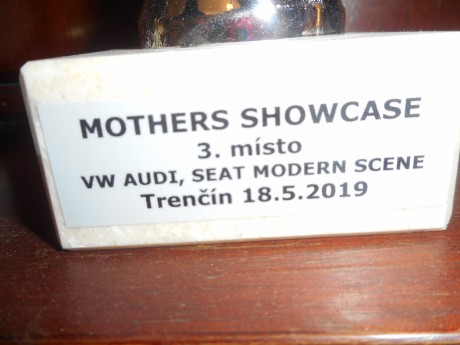 MOTHERS SHOWCASE
3. místo
VW AUDI, SEAT MODERN SCENE
Trenčín 18.5.2019